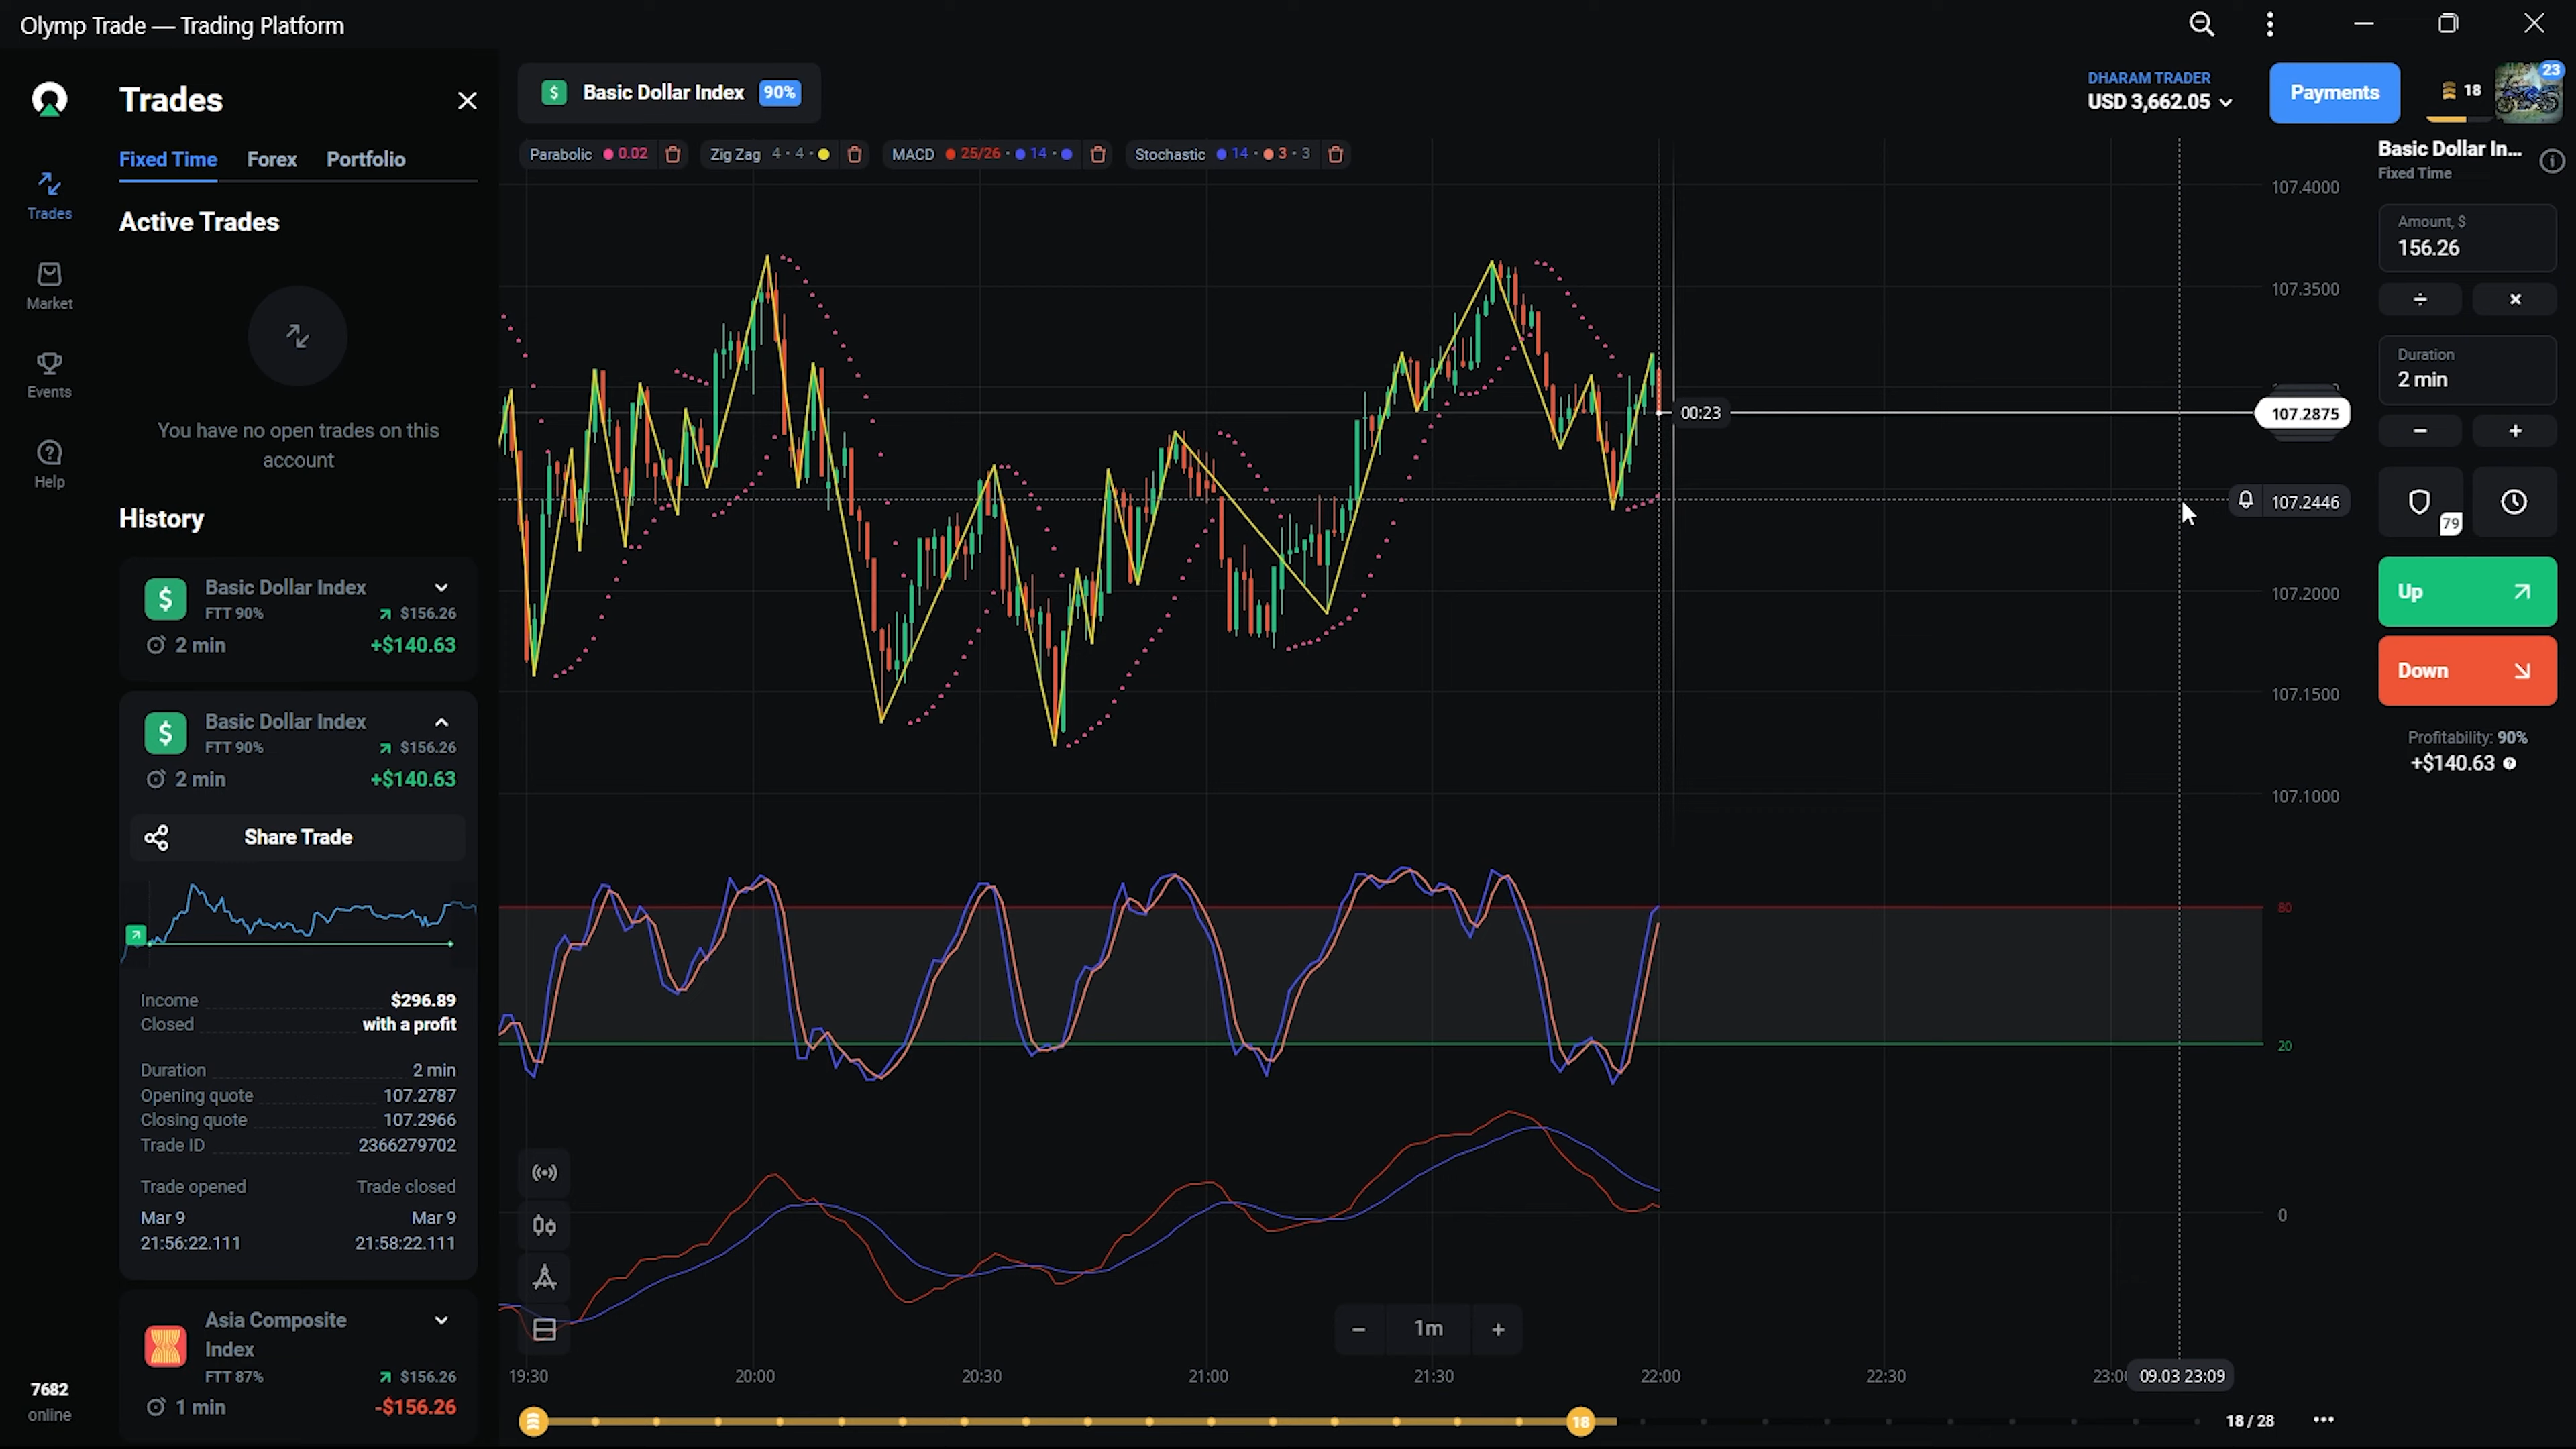 Olymp Trade — Trading Platform
Trades
Market
Events
Help
7682
online
Trades
Fixed Time Forex Portfolio
Active Trades
You have no open trades on this
account
History
$ Basic Dollar Index
FTT 90% $156.26
2 min +$140.63
$ Basic Dollar Index
FTT 90% $156.26
2 min +$140.63
Share Trade
Income $296.89
Closed with a profit
Duration 2 min
Opening quote 107.2787
Closing quote 107.2966
Trade ID 2366279702
Trade opened Trade closed
Mar 9 Mar 9
21:56:22.111 21:58:22.111
Asia Composite
Index
FTT 87% $156.26
1 min -$156.26
$ Basic Dollar Index 90%
DHARAM TRADER
USD 3,662.05
Payments
18
23
Parabolic 0.02 Zig Zag 4 · 4 · MACD 25/26 · 14 · Stochastic 14 · 3 · 3
107.4000
107.3500
00:23
107.2875
107.2446
107.2000
107.1500
107.1000
80
20
0
1m
19:30 20:00 20:30 21:00 21:30 22:00 22:30 23:00 09.03 23:09
18
18 / 28
Basic Dollar In...
Fixed Time
Amount, $
156.26
÷ ×
Duration
2 min
− +
79
Up
Down
Profitability: 90%
+$140.63